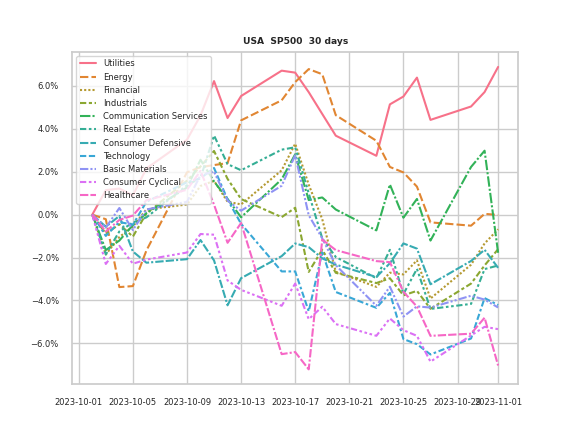 USA SP500 30 days
Utilities
Energy
Financial
Industrials
Communication Services
Real Estate
Consumer Defensive
Technology
Basic Materials
Consumer Cyclical
Healthcare
6.0%
4.0%
2.0%
0.0%
−2.0%
−4.0%
−6.0%
2023-10-01 2023-10-05 2023-10-09 2023-10-13 2023-10-17 2023-10-21 2023-10-25 2023-10-29 2023-11-01